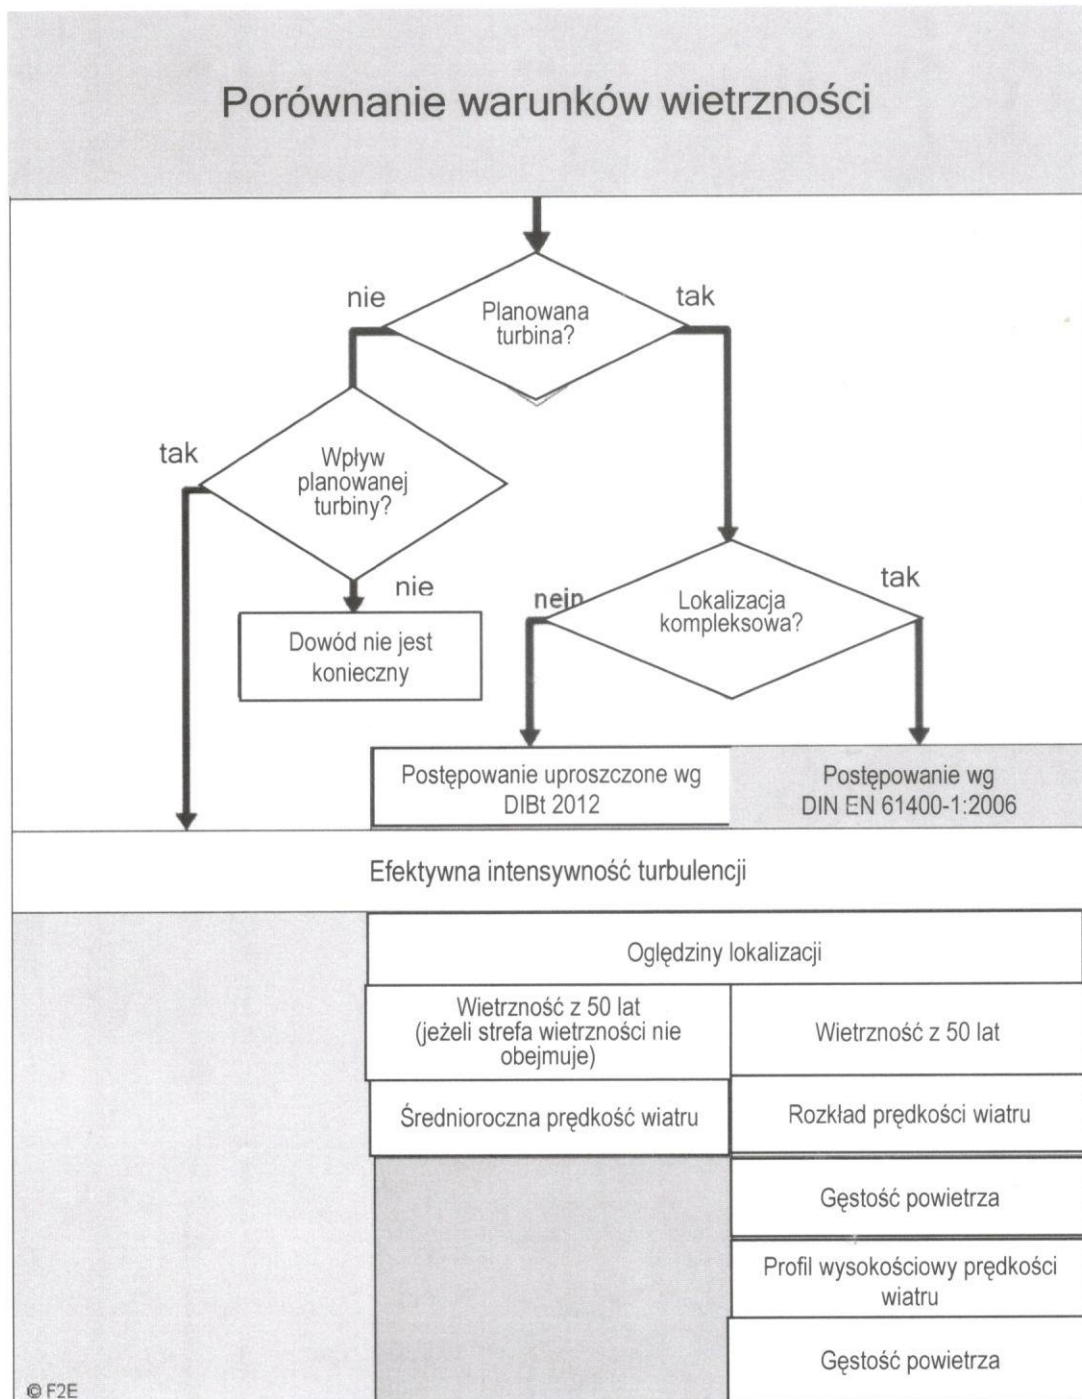 Porównanie warunków wietrzności
nie
tak
Planowana
turbina?
tak
Wpływ
planowanej
turbiny?
nie
Dowód nie jest
konieczny
nein
tak
Lokalizacja
kompleksowa?
Postępowanie uproszczone wg
DIBt 2012
Postępowanie wg
DIN EN 61400-1:2006
Efektywna intensywność turbulencji
Oględziny lokalizacji
Wietrzność z 50 lat
(jeżeli strefa wietrzności nie
obejmuje)
Wietrzność z 50 lat
Średnioroczna prędkość wiatru
Rozkład prędkości wiatru
Gęstość powietrza
Profil wysokościowy prędkości
wiatru
Gęstość powietrza
© F2E